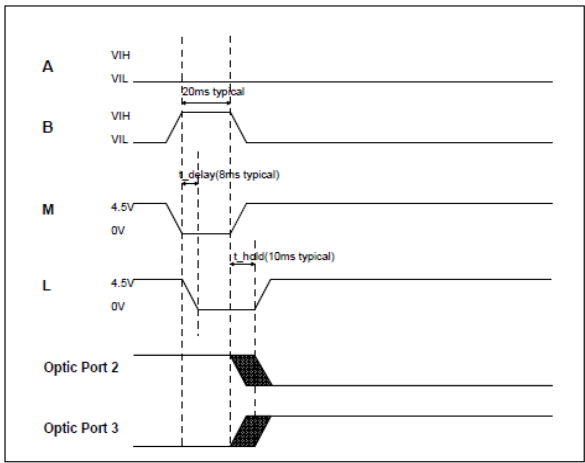 A
VIH
VIL
20ms typical
B
VIH
VIL
t_delay(8ms typical)
M
4.5V
0V
t_hold(10ms typical)
L
4.5V
0V
Optic Port 2
Optic Port 3